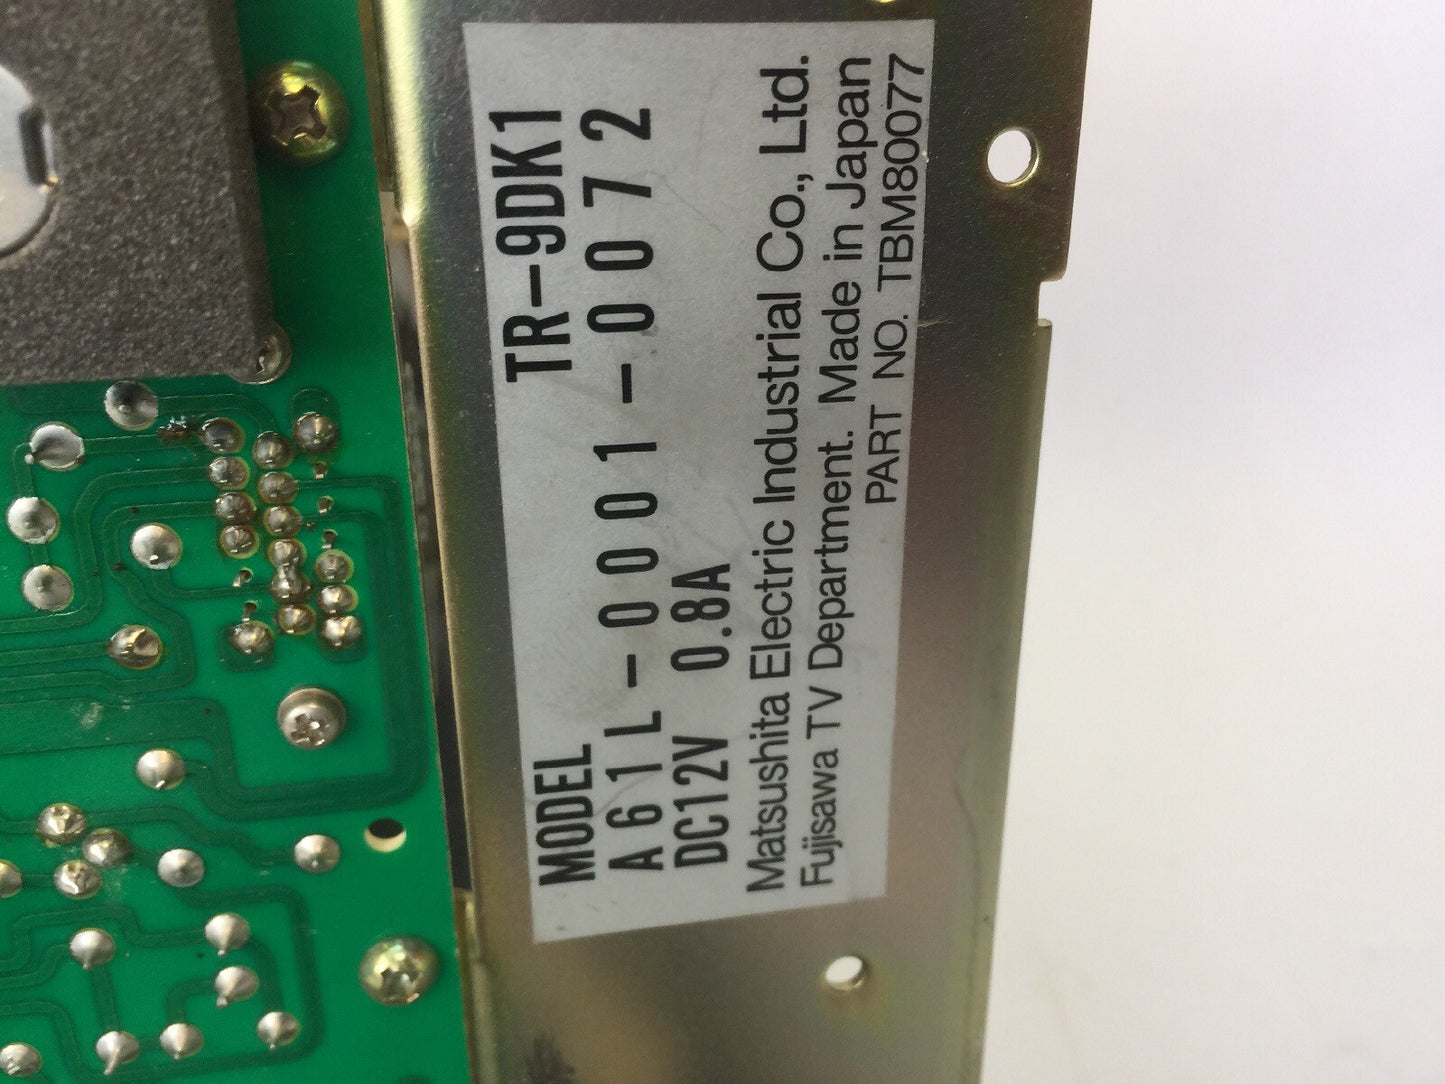 MODEL TR-9DK1
A61L-0001-0072
DC12V 0.8A
Matsushita Electric Industrial Co., Ltd.
Fujisawa TV Department. Made in Japan
PART NO. TBM80077